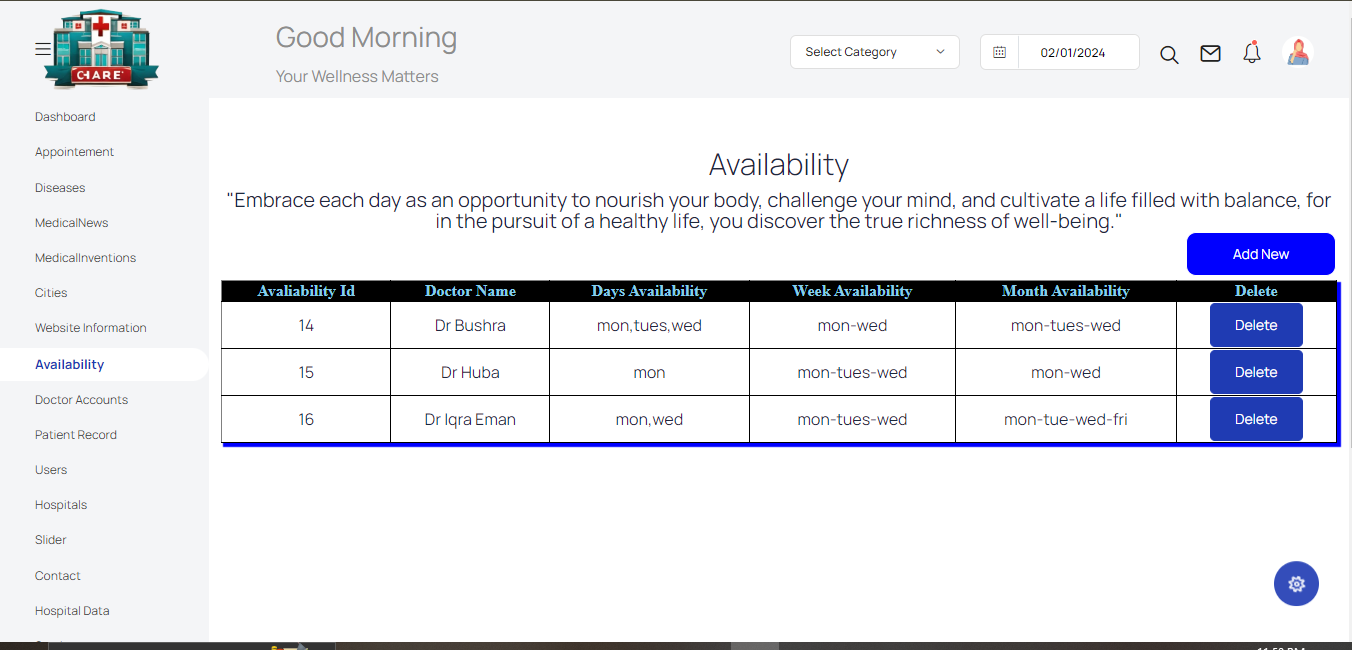 CHARE
Good Morning
Your Wellness Matters
Select Category
02/01/2024
Dashboard
Appointement
Diseases
MedicalNews
MedicalInventions
Cities
Website Information
Availability
Doctor Accounts
Patient Record
Users
Hospitals
Slider
Contact
Hospital Data
Availability
"Embrace each day as an opportunity to nourish your body, challenge your mind, and cultivate a life filled with balance, for
in the pursuit of a healthy life, you discover the true richness of well-being."
Add New
Avaliability Id Doctor Name Days Availability Week Availability Month Availability Delete
14 Dr Bushra mon,tues,wed mon-wed mon-tues-wed Delete
15 Dr Huba mon mon-tues-wed mon-wed Delete
16 Dr Iqra Eman mon,wed mon-tues-wed mon-tue-wed-fri Delete